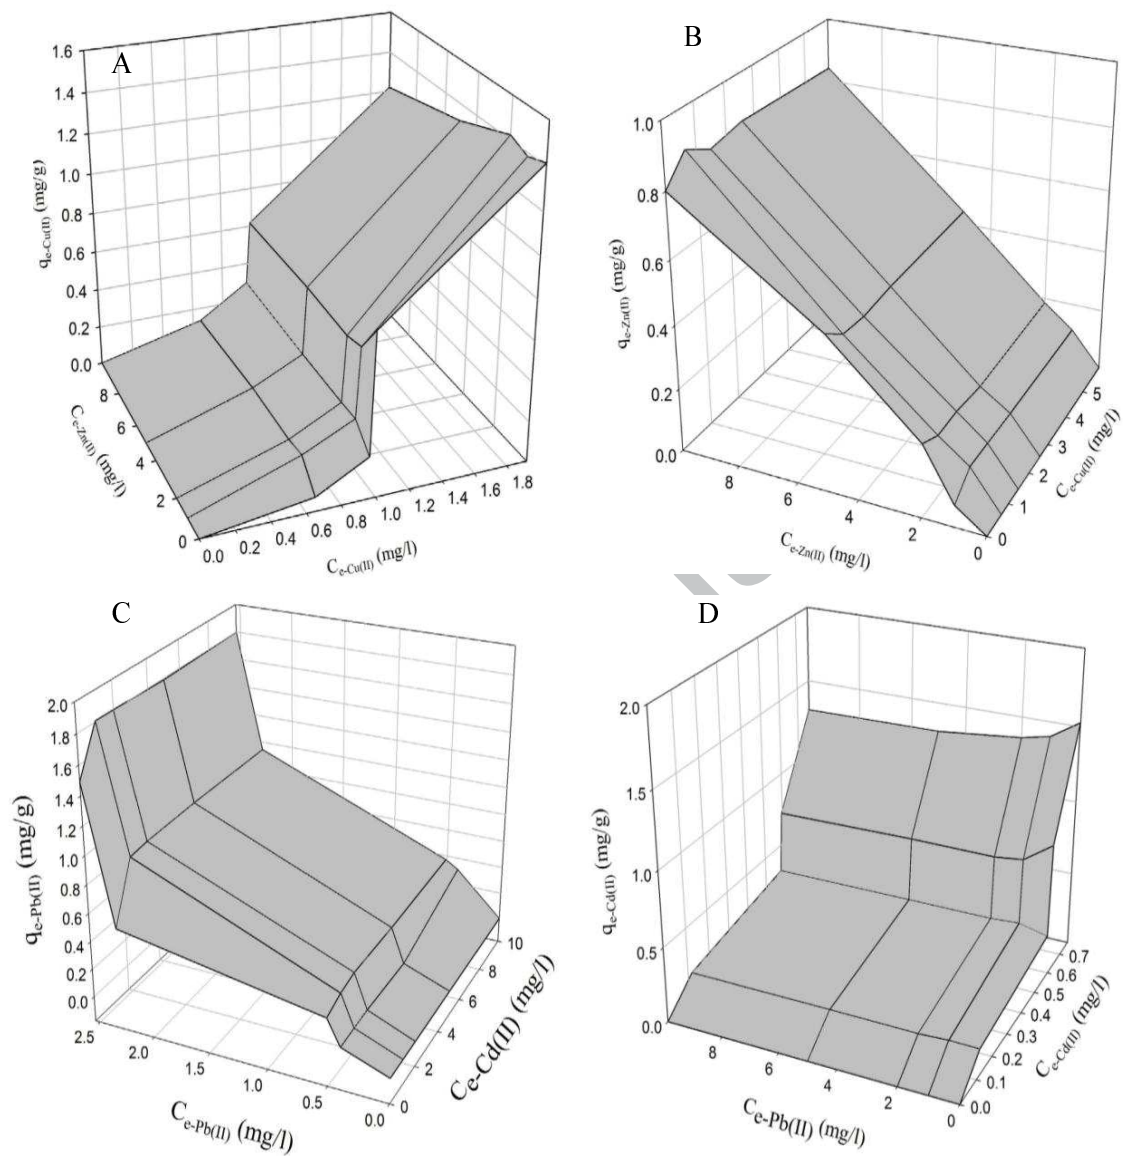 A
1.6
1.4
1.2
1.0
0.8
0.6
0.4
0.2
0.0
qe-Cu(II) (mg/g)
8
6
4
2
0
Ce-Zn(II) (mg/l)
0.0 0.2 0.4 0.6 0.8 1.0 1.2 1.4 1.6 1.8
Ce-Cu(II) (mg/l)
B
1.0
0.8
0.6
0.4
0.2
0.0
qe-Zn(II) (mg/g)
8 6 4 2 0
Ce-Zn(II) (mg/l)
5
4
3
2
1
0
Ce-Cu(II) (mg/l)
C
2.0
1.8
1.6
1.4
1.2
1.0
0.8
0.6
0.4
0.2
0.0
qe-Pb(II) (mg/g)
2.5 2.0 1.5 1.0 0.5 0.0
Ce-Pb(II) (mg/l)
10
8
6
4
2
0
Ce-Cd(II) (mg/l)
D
2.0
1.5
1.0
0.5
0.0
qe-Cd(II) (mg/g)
8 6 4 2 0
Ce-Pb(II) (mg/l)
0.7
0.6
0.5
0.4
0.3
0.2
0.1
0.0
Ce-Cd(II) (mg/l)